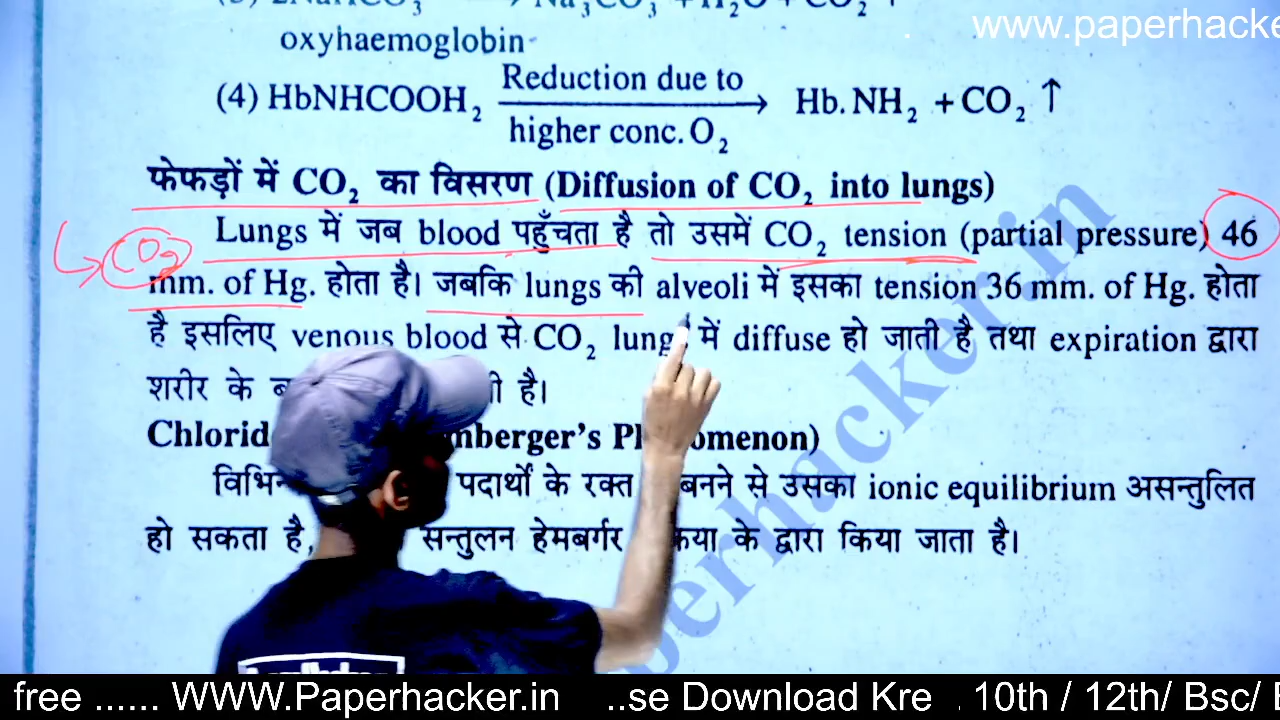 www.paperhacke
oxyhaemoglobin
(4) HbNHCOOH₂ Reduction due to higher conc. O₂ → Hb. NH₂ + CO₂ ↑
फेफड़ों में CO₂ का विसरण (Diffusion of CO₂ into lungs)
Lungs में जब blood पहुँचता है तो उसमें CO₂ tension (partial pressure) 46
CO₂
mm. of Hg. होता है। जबकि lungs की alveoli में इसका tension 36 mm. of Hg. होता
है इसलिए venous blood से CO₂ lung में diffuse हो जाती है तथा expiration द्वारा
शरीर के है।
Chlorid mberger's Ph omenon)
पदार्थों के रक्त बनने से उसका ionic equilibrium असन्तुलित
हो सकता है, सन्तुलन हेमबर्गर के द्वारा किया जाता है।
perhacker in
free ...... WWW.Paperhacker.in ..se Download Kre . 10th / 12th/ Bsc/